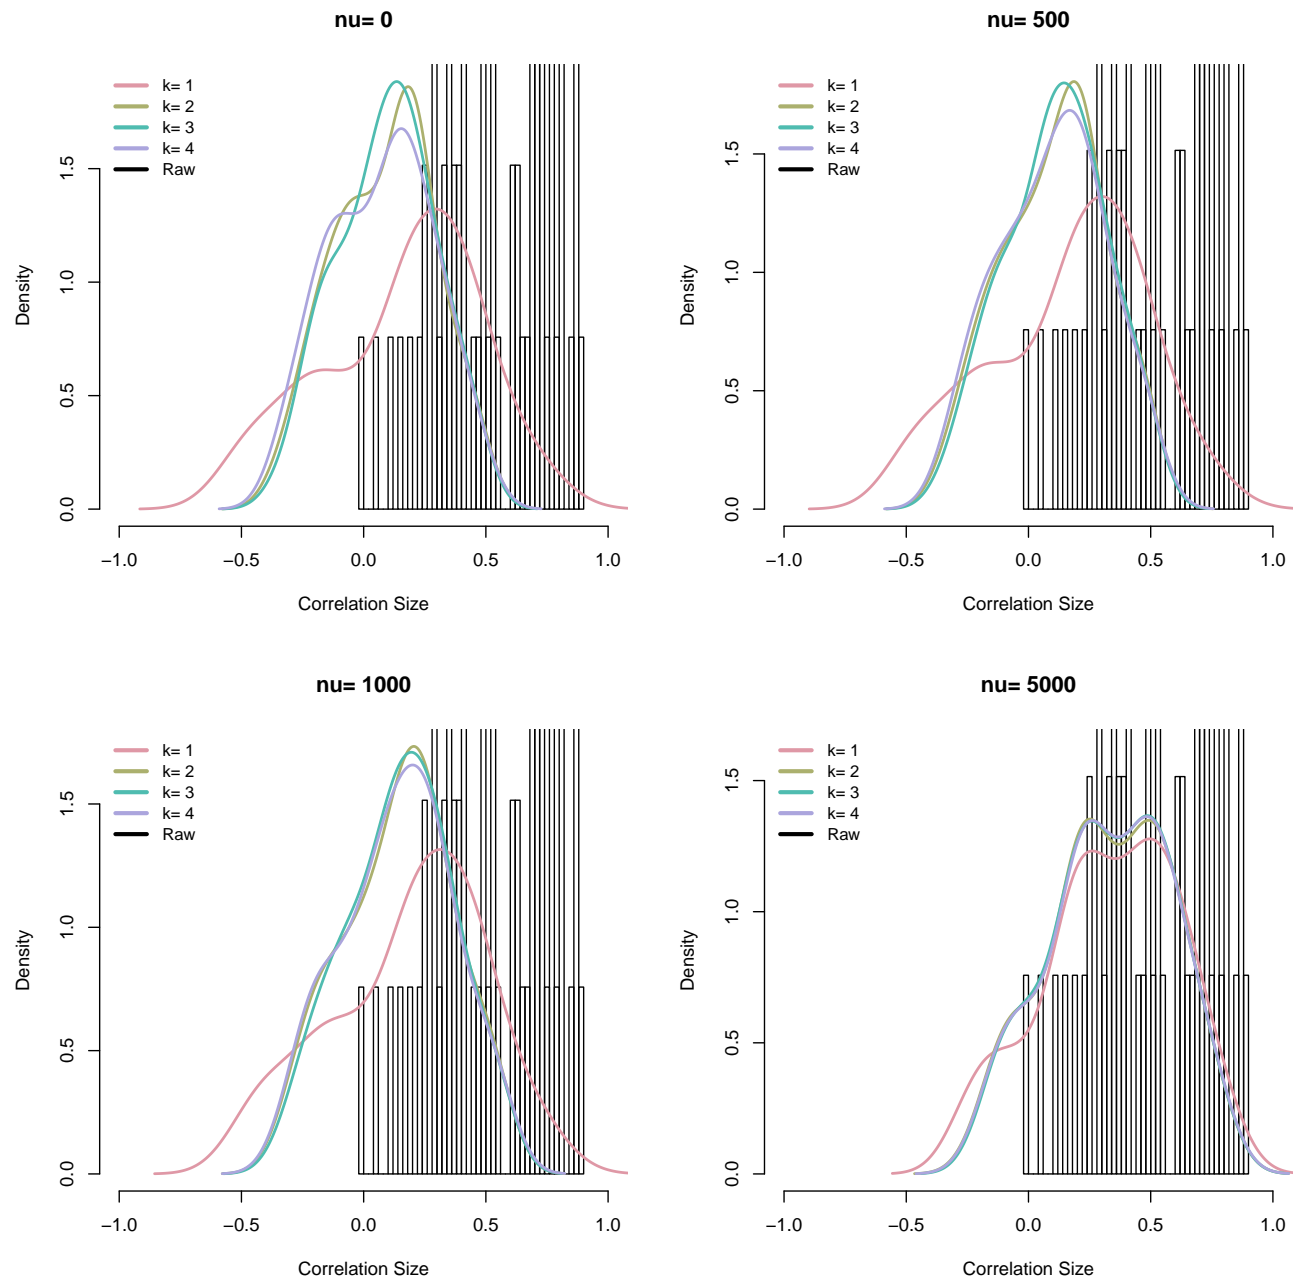 nu= 0
k= 1
k= 2
k= 3
k= 4
Raw
Density
0.0 0.5 1.0 1.5
−1.0 −0.5 0.0 0.5 1.0
Correlation Size
nu= 500
k= 1
k= 2
k= 3
k= 4
Raw
Density
0.0 0.5 1.0 1.5
−1.0 −0.5 0.0 0.5 1.0
Correlation Size
nu= 1000
k= 1
k= 2
k= 3
k= 4
Raw
Density
0.0 0.5 1.0 1.5
−1.0 −0.5 0.0 0.5 1.0
Correlation Size
nu= 5000
k= 1
k= 2
k= 3
k= 4
Raw
Density
0.0 0.5 1.0 1.5
−1.0 −0.5 0.0 0.5 1.0
Correlation Size